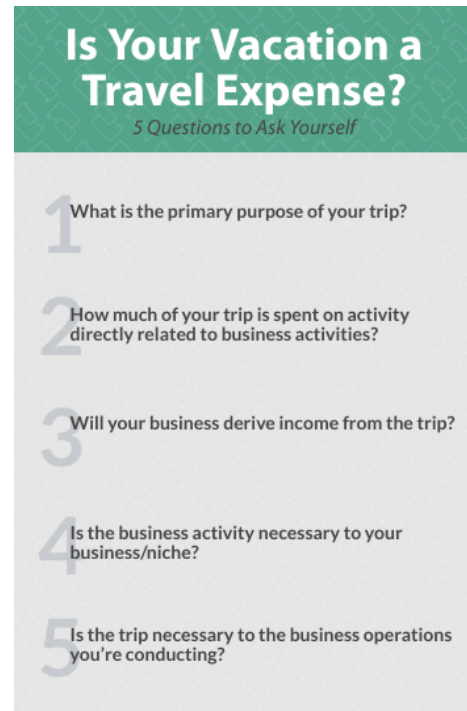 Is Your Vacation a
Travel Expense?
5 Questions to Ask Yourself
1
What is the primary purpose of your trip?
2
How much of your trip is spent on activity
directly related to business activities?
3
Will your business derive income from the trip?
4
Is the business activity necessary to your
business/niche?
5
Is the trip necessary to the business operations
you're conducting?